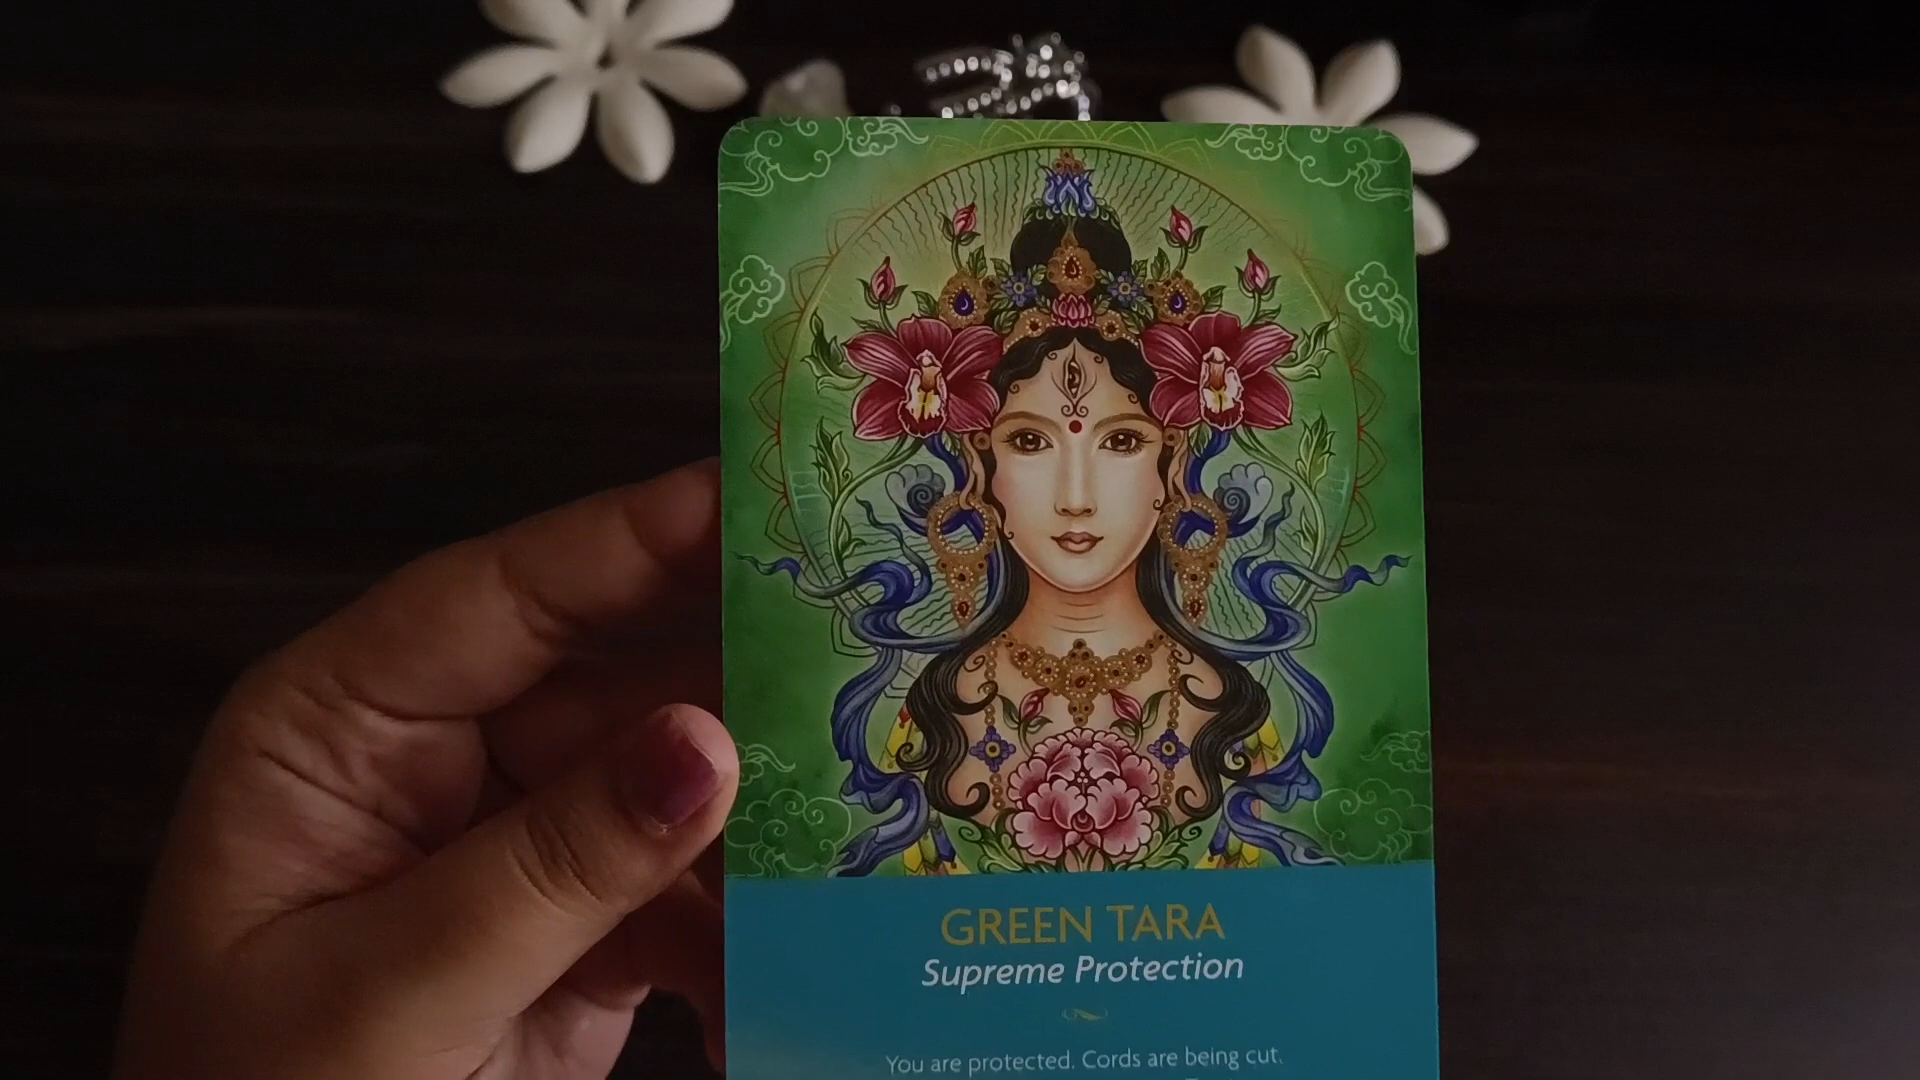 GREEN TARA
Supreme Protection
You are protected. Cords are being cut.